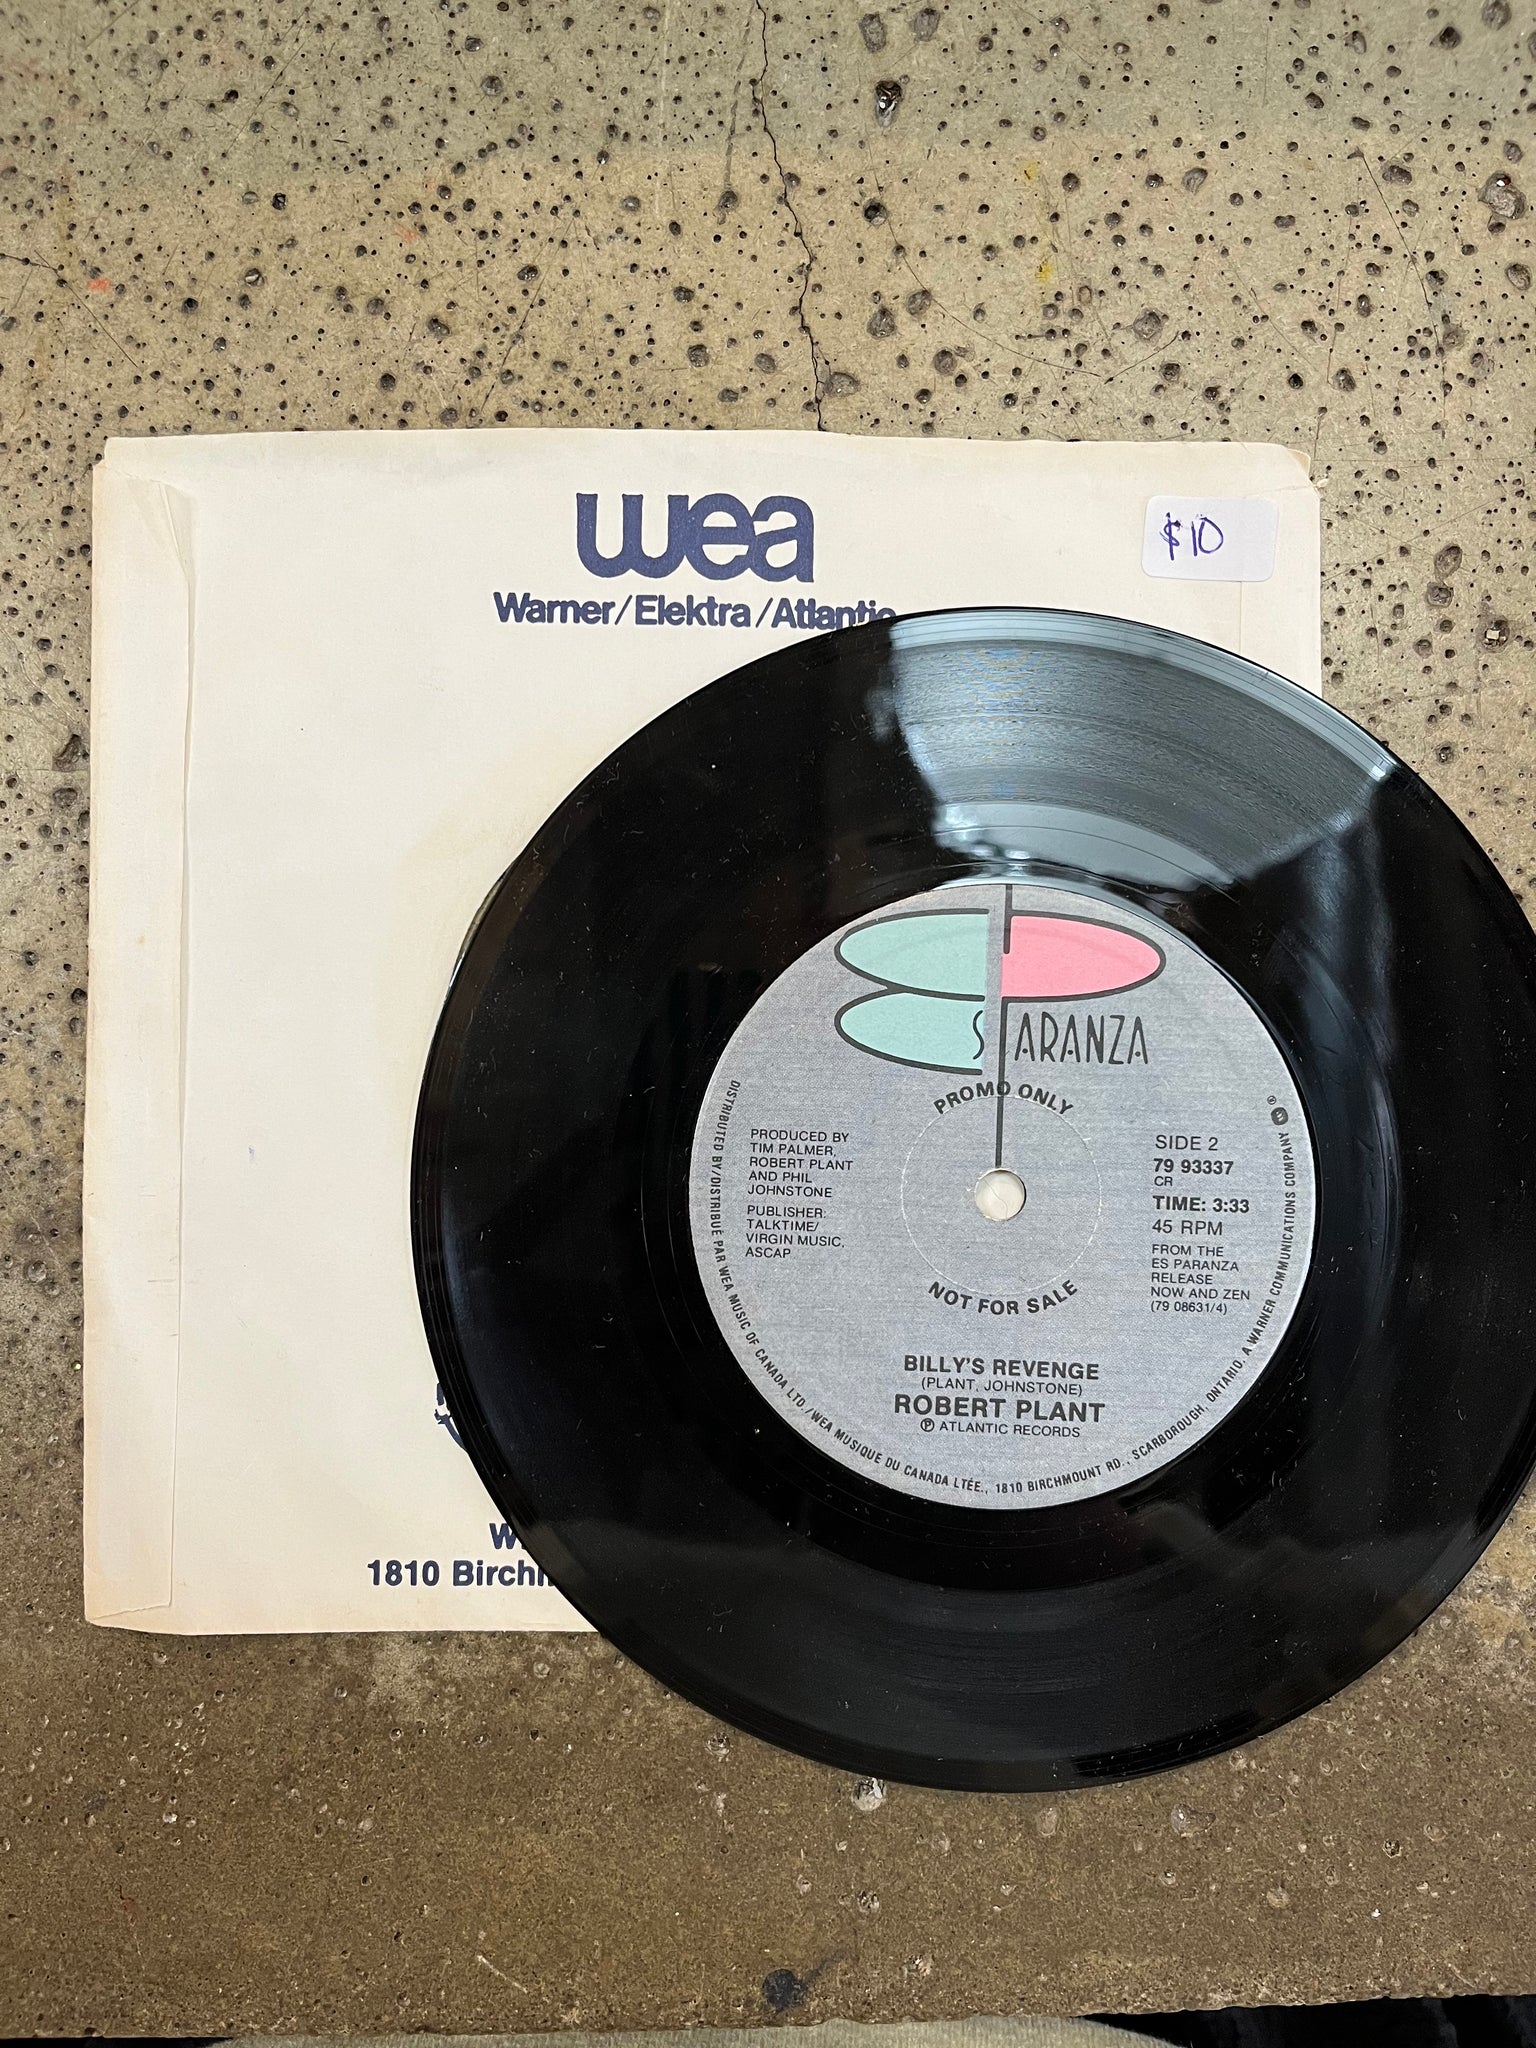 wea
Warner/Elektra/Atlantic
$10
ES PARANZA
PROMO ONLY
PRODUCED BY
TIM PALMER,
ROBERT PLANT
AND PHIL
JOHNSTONE
PUBLISHER:
TALKTIME/
VIRGIN MUSIC,
ASCAP
SIDE 2
79 93337
CR
TIME: 3:33
45 RPM
FROM THE
ES PARANZA
RELEASE
NOW AND ZEN
(79 08631/4)
NOT FOR SALE
BILLY'S REVENGE
(PLANT, JOHNSTONE)
ROBERT PLANT
℗ ATLANTIC RECORDS
DISTRIBUTED BY/DISTRIBUÉ PAR WEA MUSIC OF CANADA LTD./WEA MUSIQUE DU CANADA LTÉE., 1810 BIRCHMOUNT RD., SCARBOROUGH, ONTARIO. A WARNER COMMUNICATIONS COMPANY ®
1810